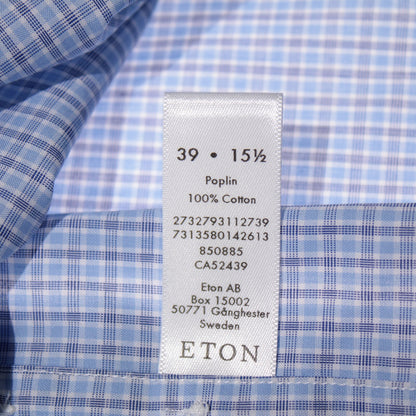 39 • 15½
Poplin
100% Cotton
2732793112739
7313580142613
850885
CA52439
Eton AB
Box 15002
50771 Gånghester
Sweden
ETON